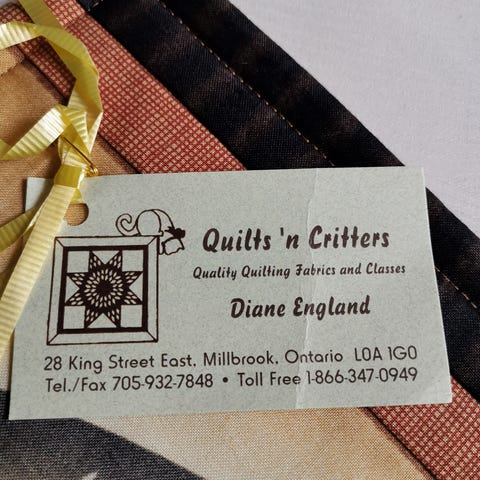 Quilts 'n Critters
Quality Quilting Fabrics and Classes
Diane England
28 King Street East, Millbrook, Ontario L0A 1G0
Tel./Fax 705-932-7848 • Toll Free 1-866-347-0949